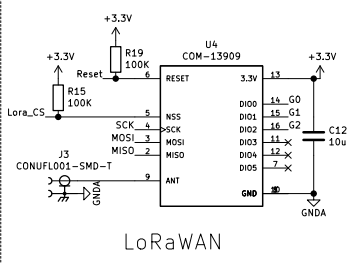 +3.3V
R19
100K
U4
COM-13909
+3.3V
+3.3V
R15
100K
Reset
6
RESET
3.3V
13
Lora_CS
5
NSS
DIO0
14
G0
SCK
4
SCK
DIO1
15
G1
MOSI
3
MOSI
DIO2
16
G2
MISO
2
MISO
DIO3
11
DIO4
12
DIO5
7
C12
10u
J3
CONUFL001-SMD-T
9
ANT
GND
GNDA
GNDA
LoRaWAN